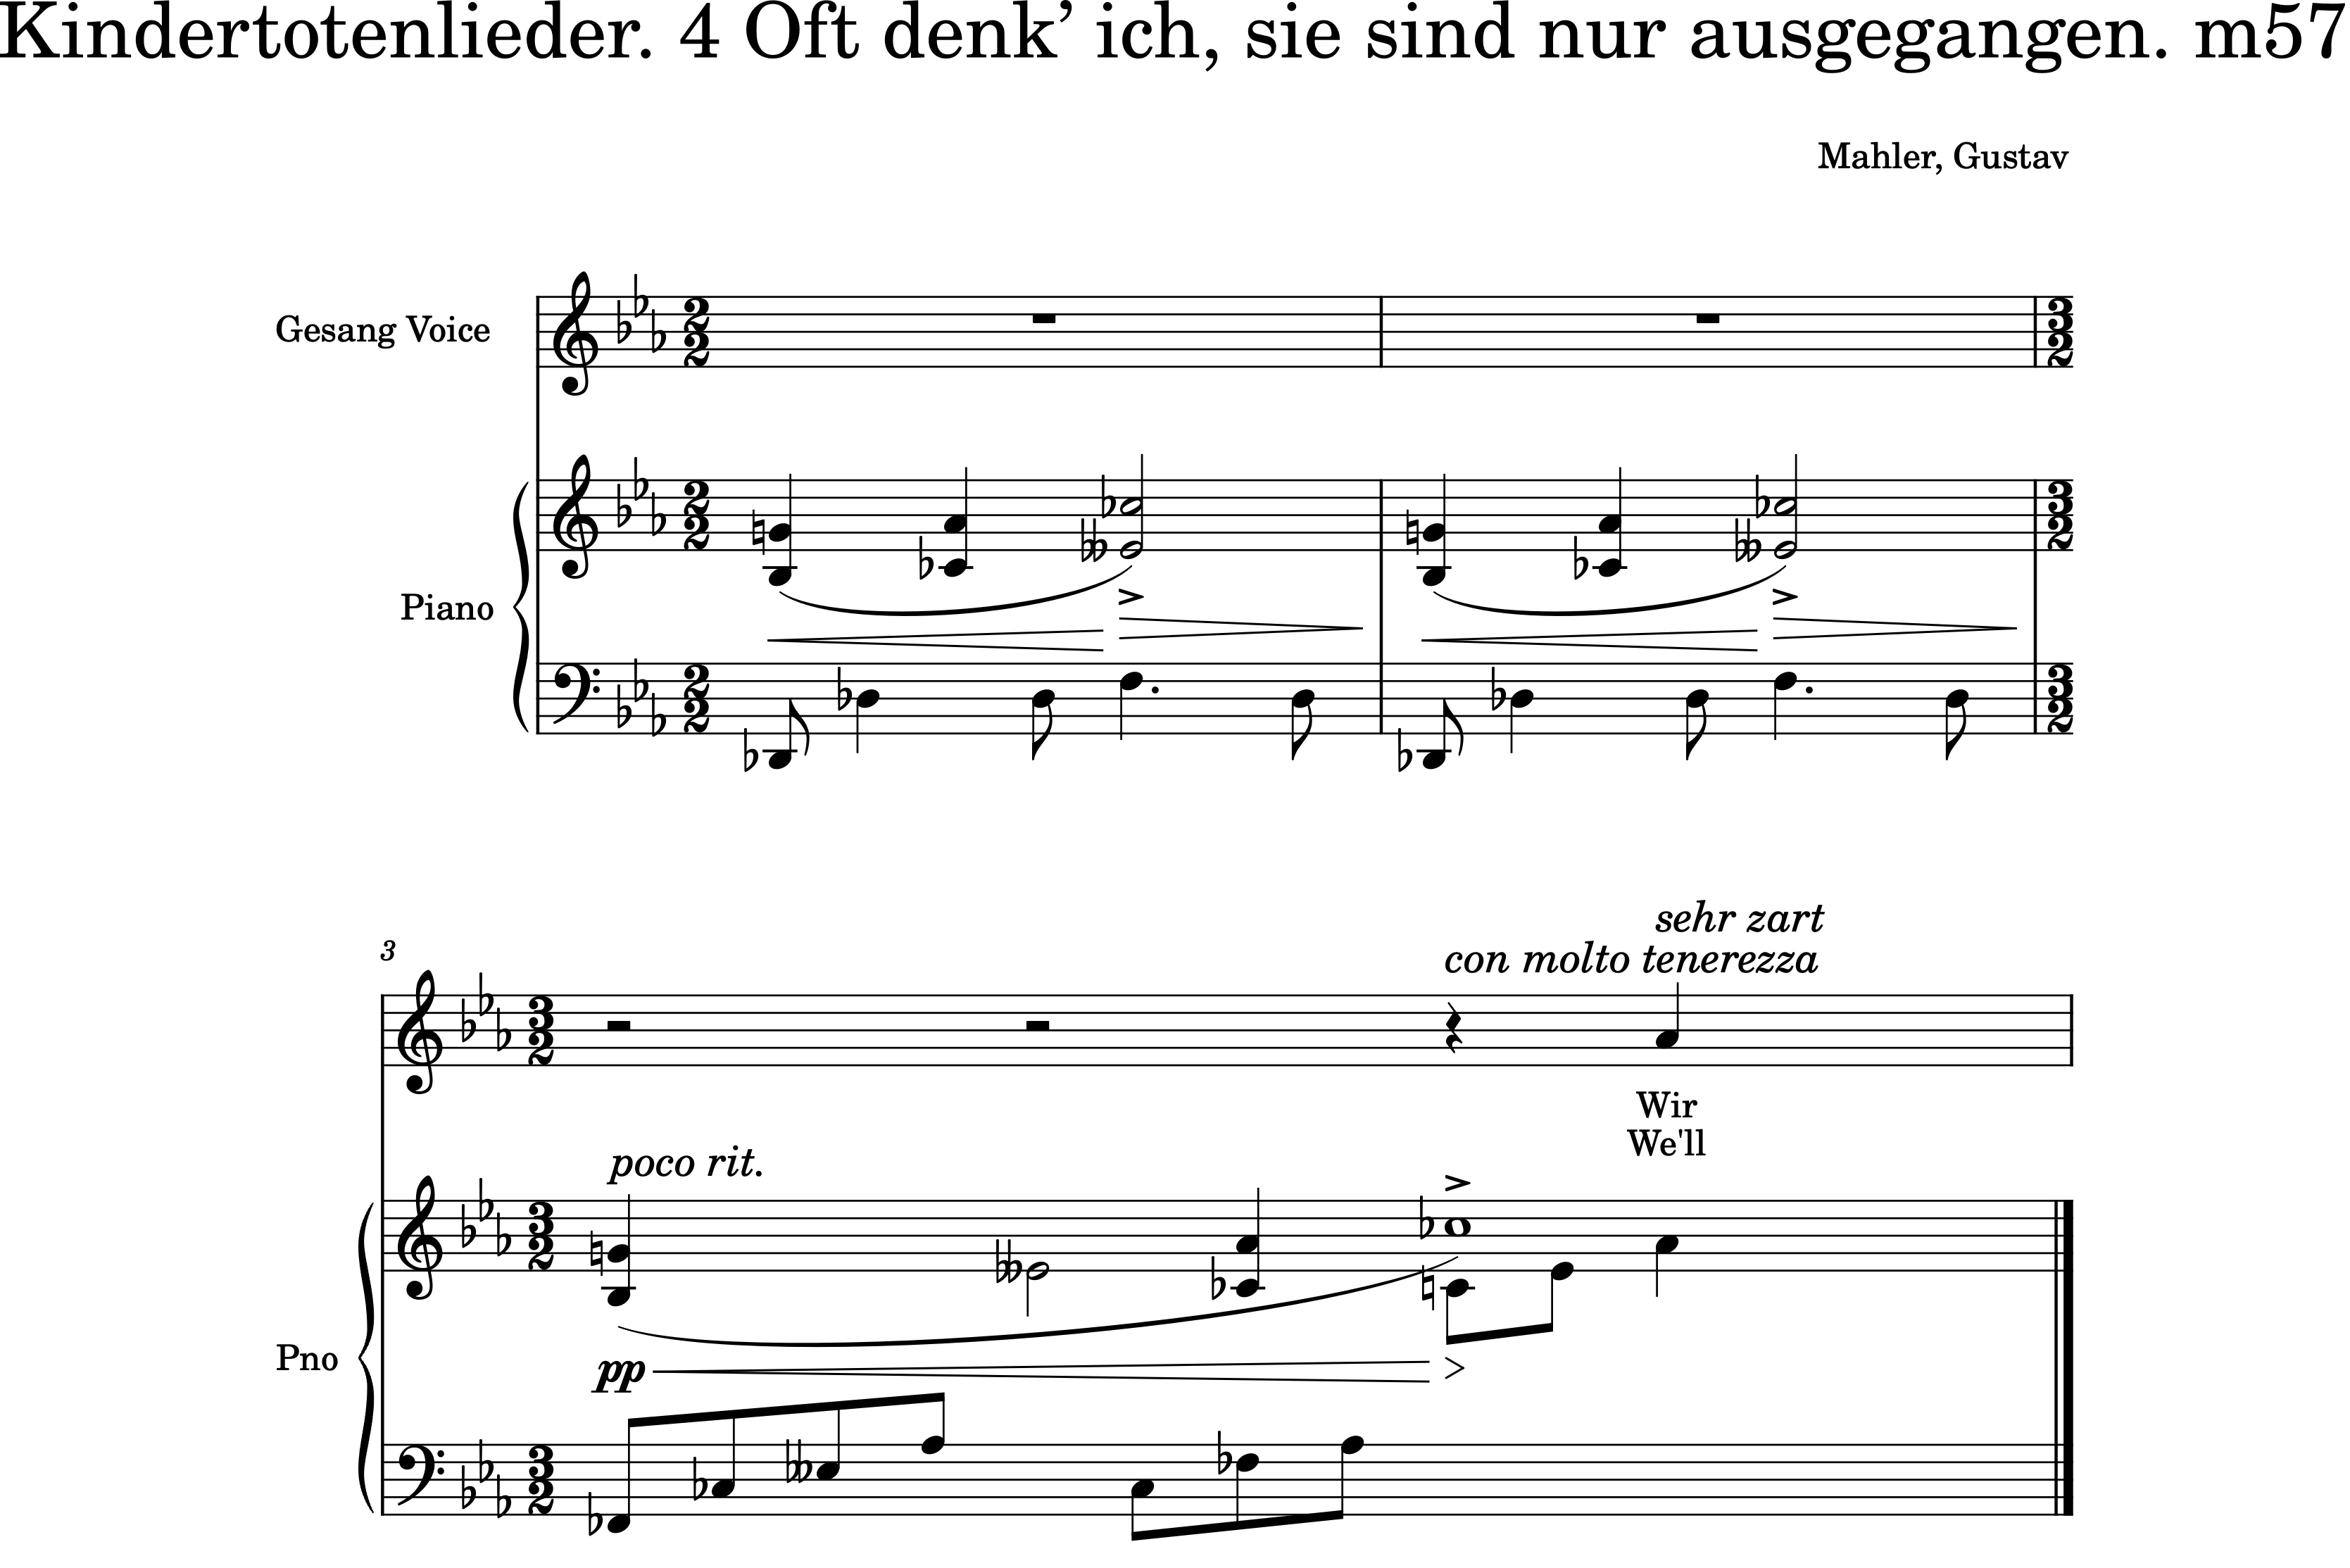 Kindertotenlieder. 4 Oft denk’ ich, sie sind nur ausgegangen. m57
Mahler, Gustav
Gesang Voice
Piano
3
sehr zart
con molto tenerezza
Wir
We'll
poco rit.
Pno
pp